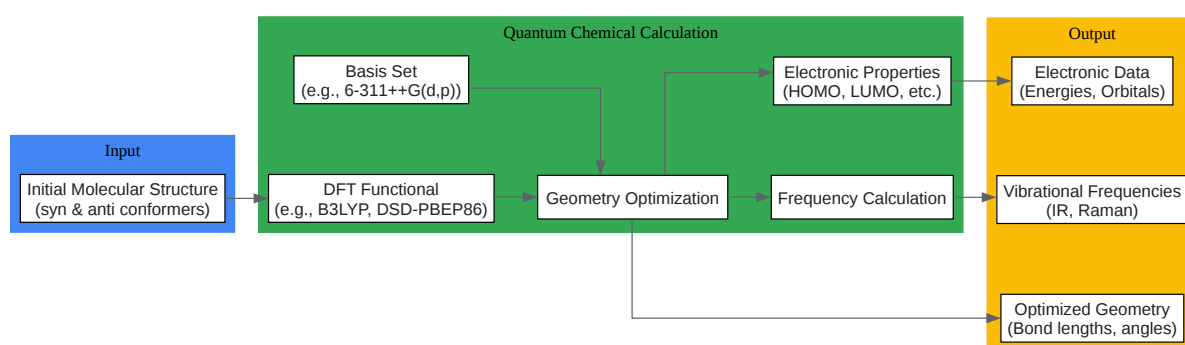 Input
Initial Molecular Structure
(syn & anti conformers)
Quantum Chemical Calculation
Basis Set
(e.g., 6-311++G(d,p))
DFT Functional
(e.g., B3LYP, DSD-PBEP86)
Geometry Optimization
Electronic Properties
(HOMO, LUMO, etc.)
Frequency Calculation
Output
Electronic Data
(Energies, Orbitals)
Vibrational Frequencies
(IR, Raman)
Optimized Geometry
(Bond lengths, angles)